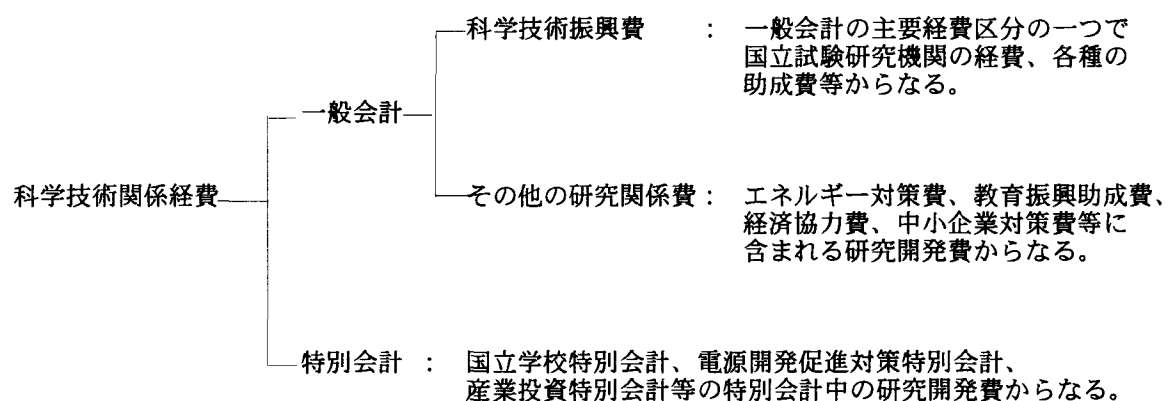 科学技術振興費 : 一般会計の主要経費区分の一つで
国立試験研究機関の経費、各種の
助成費等からなる。
一般会計
科学技術関係経費
その他の研究関係費 : エネルギー対策費、教育振興助成費、
経済協力費、中小企業対策費等に
含まれる研究開発費からなる。
特別会計 : 国立学校特別会計、電源開発促進対策特別会計、
産業投資特別会計等の特別会計中の研究開発費からなる。